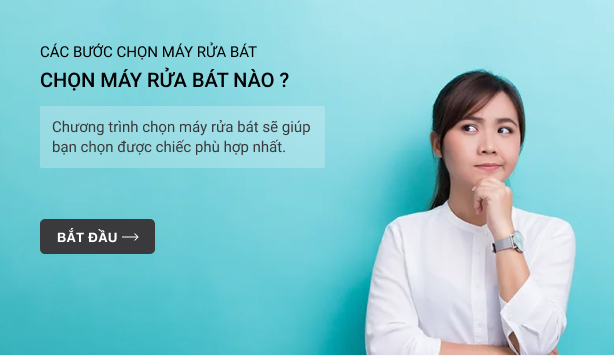 CÁC BƯỚC CHỌN MÁY RỬA BÁT
CHỌN MÁY RỬA BÁT NÀO ?
Chương trình chọn máy rửa bát sẽ giúp
bạn chọn được chiếc phù hợp nhất.
BẮT ĐẦU →